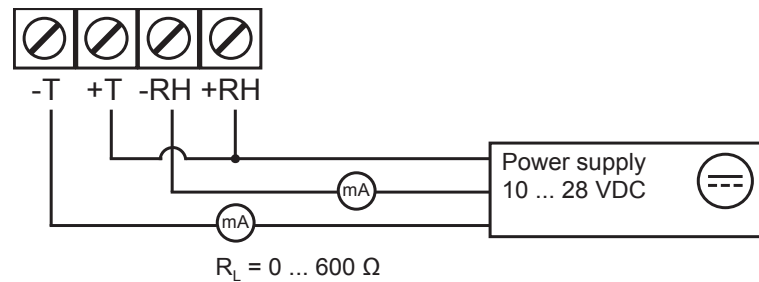 -T +T -RH +RH
Power supply
10 ... 28 VDC
mA
mA
R_L = 0 ... 600 Ω